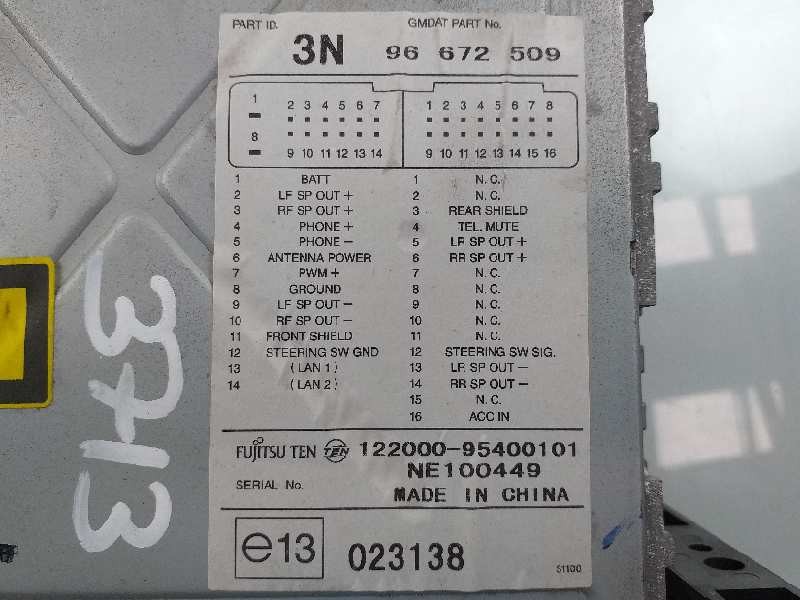 PART ID. GMDAT PART No.
3N 96 672 509
1 2 3 4 5 6 7 1 2 3 4 5 6 7 8
8 9 10 11 12 13 14 9 10 11 12 13 14 15 16
1 BATT 1 N.C.
2 LF SP OUT + 2 N.C.
3 RF SP OUT + 3 REAR SHIELD
4 PHONE + 4 TEL. MUTE
5 PHONE - 5 LR SP OUT +
6 ANTENNA POWER 6 RR SP OUT +
7 PWM + 7 N.C.
8 GROUND 8 N.C.
9 LF SP OUT - 9 N.C.
10 RF SP OUT - 10 N.C.
11 FRONT SHIELD 11 N.C.
12 STEERING SW GND 12 STEERING SW SIG.
13 (LAN 1) 13 LR SP OUT -
14 (LAN 2) 14 RR SP OUT -
15 N.C.
16 ACC IN
FUJITSU TEN TEN 122000-95400101
NE100449
SERIAL No.
MADE IN CHINA
e13 023138
S1100
3713